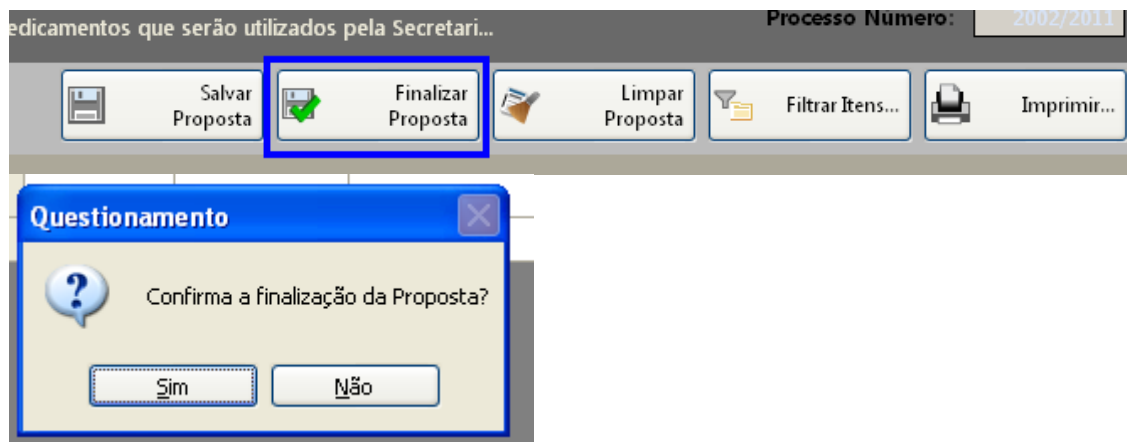 edicamentos que serão utilizados pela Secretari...
Processo Número: 2002/2011
Salvar
Proposta
Finalizar
Proposta
Limpar
Proposta
Filtrar Itens...
Imprimir...
Questionamento
Confirma a finalização da Proposta?
Sim
Não